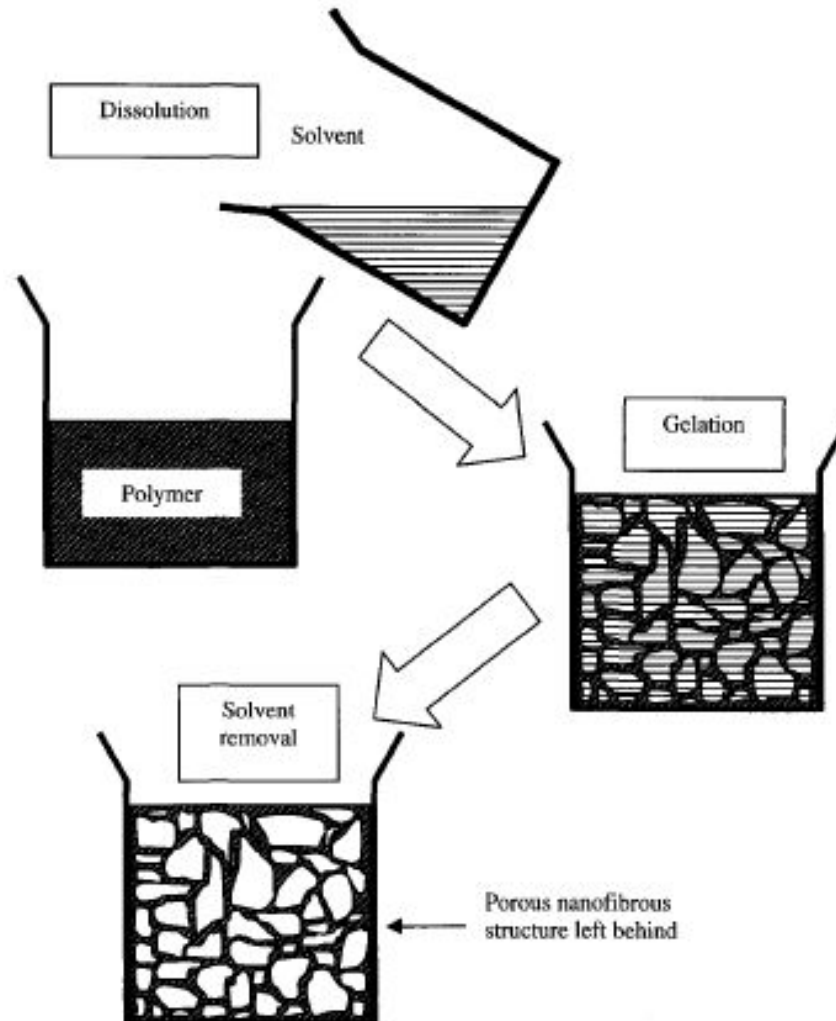 Dissolution
Solvent
Polymer
Gelation
Solvent
removal
Porous nanofibrous
structure left behind